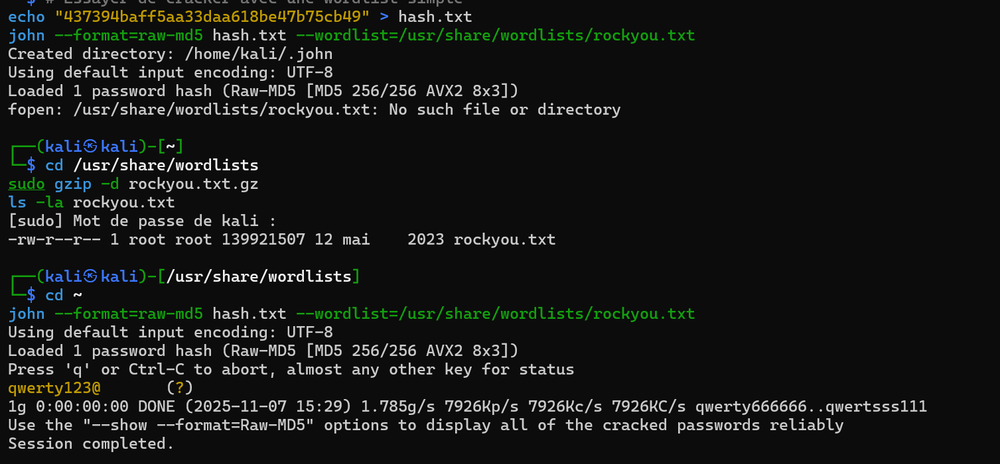 $ # Essayer de cracker avec une wordlist simple
echo "437394baff5aa33daa618be47b75cb49" > hash.txt
john --format=raw-md5 hash.txt --wordlist=/usr/share/wordlists/rockyou.txt
Created directory: /home/kali/.john
Using default input encoding: UTF-8
Loaded 1 password hash (Raw-MD5 [MD5 256/256 AVX2 8x3])
fopen: /usr/share/wordlists/rockyou.txt: No such file or directory
┌──(kali㉿kali)-[~]
└─$ cd /usr/share/wordlists
sudo gzip -d rockyou.txt.gz
ls -la rockyou.txt
[sudo] Mot de passe de kali :
-rw-r--r-- 1 root root 139921507 12 mai    2023 rockyou.txt
┌──(kali㉿kali)-[/usr/share/wordlists]
└─$ cd ~
john --format=raw-md5 hash.txt --wordlist=/usr/share/wordlists/rockyou.txt
Using default input encoding: UTF-8
Loaded 1 password hash (Raw-MD5 [MD5 256/256 AVX2 8x3])
Press 'q' or Ctrl-C to abort, almost any other key for status
qwerty123@       (?)
1g 0:00:00:00 DONE (2025-11-07 15:29) 1.785g/s 7926Kp/s 7926Kc/s 7926KC/s qwerty666666..qwertsss111
Use the "--show --format=Raw-MD5" options to display all of the cracked passwords reliably
Session completed.